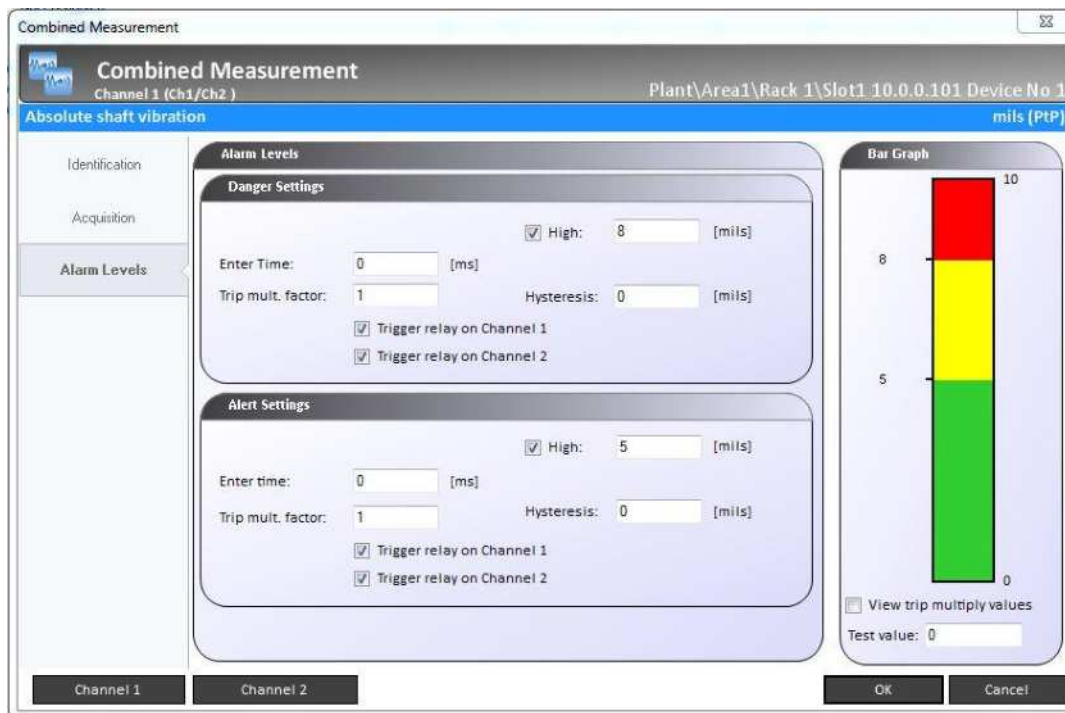 Combined Measurement
Combined Measurement
Channel 1 (Ch1/Ch2 )
Plant\Area1\Rack 1\Slot1 10.0.0.101 Device No 1
Absolute shaft vibration
mils (PtP)
Identification
Acquisition
Alarm Levels
Alarm Levels
Danger Settings
High: 8 [mils]
Enter Time: 0 [ms]
Trip mult. factor: 1
Hysteresis: 0 [mils]
Trigger relay on Channel 1
Trigger relay on Channel 2
Alert Settings
High: 5 [mils]
Enter time: 0 [ms]
Trip mult. factor: 1
Hysteresis: 0 [mils]
Trigger relay on Channel 1
Trigger relay on Channel 2
Bar Graph
10
8
5
0
View trip multiply values
Test value: 0
Channel 1
Channel 2
OK
Cancel